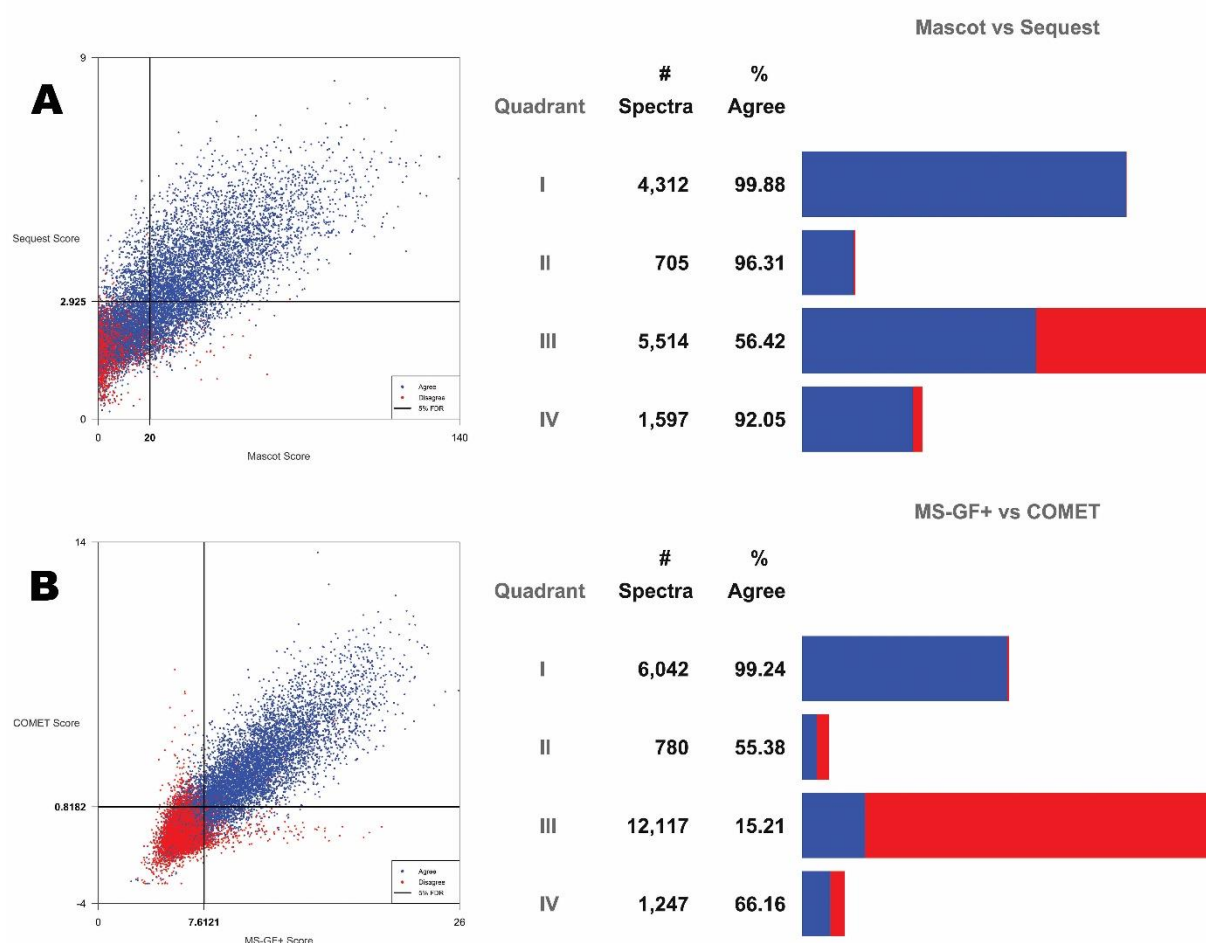 Mascot vs Sequest
A
9
Sequest Score
2.925
0
0
20
140
Mascot Score
Agree
Disagree
5% FDR
# %
Quadrant Spectra Agree
I 4,312 99.88
II 705 96.31
III 5,514 56.42
IV 1,597 92.05
MS-GF+ vs COMET
B
14
COMET Score
0.8182
-4
0
7.6121
26
MS-GF+ Score
Agree
Disagree
5% FDR
# %
Quadrant Spectra Agree
I 6,042 99.24
II 780 55.38
III 12,117 15.21
IV 1,247 66.16